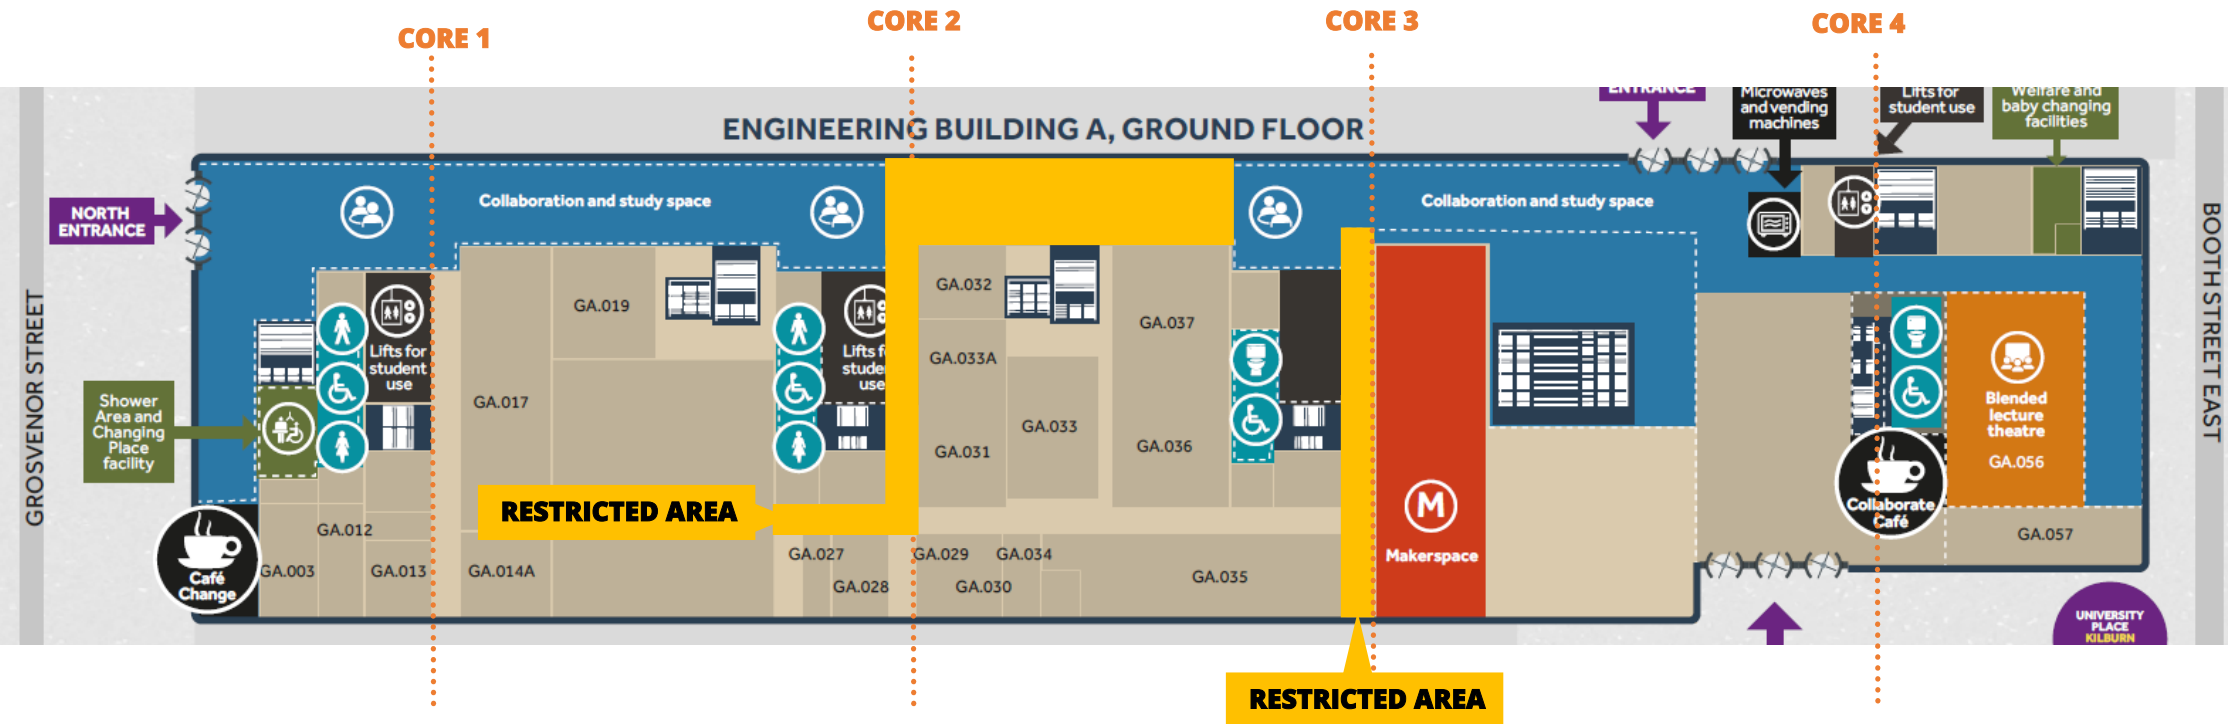 CORE 1
CORE 2
CORE 3
CORE 4
ENGINEERING BUILDING A, GROUND FLOOR
ENTRANCE
Microwaves
and vending
machines
Lifts for
student use
Welfare and
baby changing
facilities
NORTH
ENTRANCE
Collaboration and study space
Collaboration and study space
GROSVENOR STREET
BOOTH STREET EAST
Shower
Area and
Changing
Place
facility
Lifts for
student
use
GA.019
GA.017
Lifts f
stude
use
GA.032
GA.033A
GA.031
GA.033
GA.037
GA.036
M
Makerspace
Blended
lecture
theatre
GA.056
Collaborate
Café
GA.057
RESTRICTED AREA
GA.012
GA.003
GA.013
GA.014A
Café
Change
GA.027
GA.028
GA.029
GA.034
GA.030
GA.035
UNIVERSITY
PLACE
KILBURN
RESTRICTED AREA